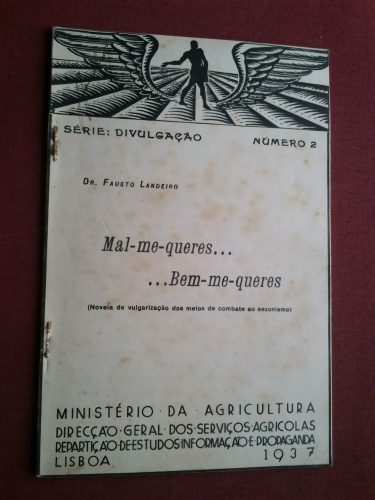 SÉRIE: DIVULGAÇÃO NÚMERO 2
DR. FAUSTO LANDEIRO
Mal-me-queres...
...Bem-me-queres
(Novela de vulgarização dos meios de combate ao sezonismo)
MINISTÉRIO · DA · AGRICULTURA
DIRECÇÃO · GERAL · DOS · SERVIÇOS · AGRICOLAS
REPARTIÇÃO · DE · ESTUDOS · INFORMAÇÃO · E · PROPAGANDA
LISBOA 1937